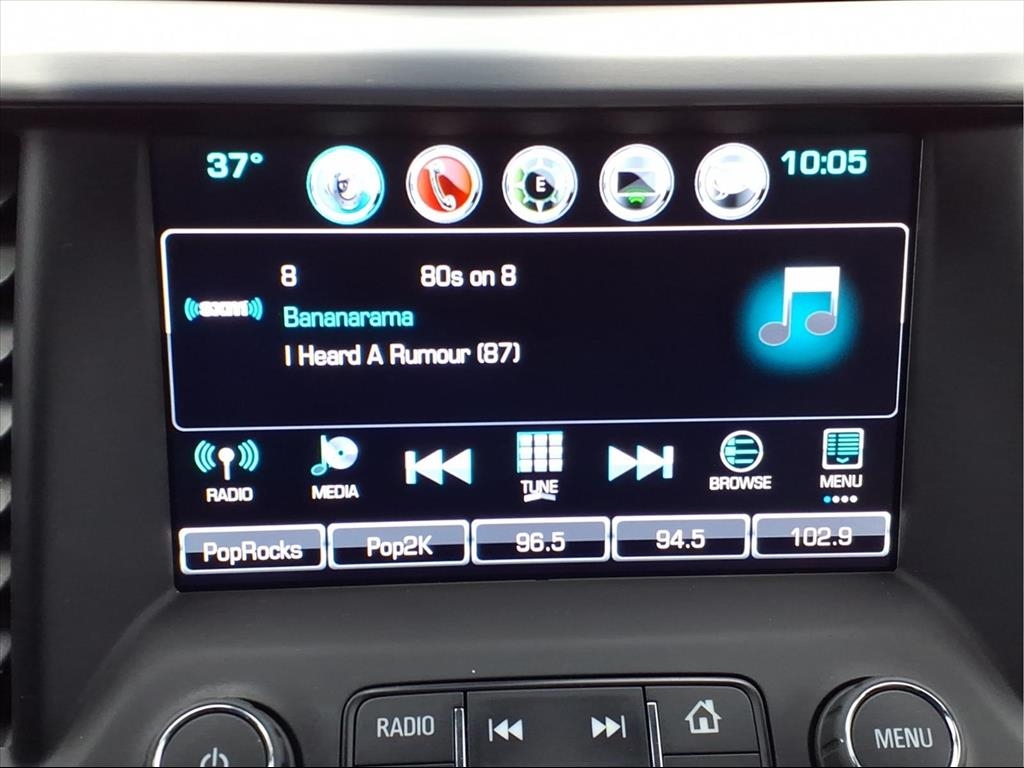 37° E 10:05
8 80s on 8
((SXM))
Bananarama
I Heard A Rumour (87)
RADIO MEDIA TUNE BROWSE MENU
PopRocks Pop2K 96.5 94.5 102.9
RADIO MENU